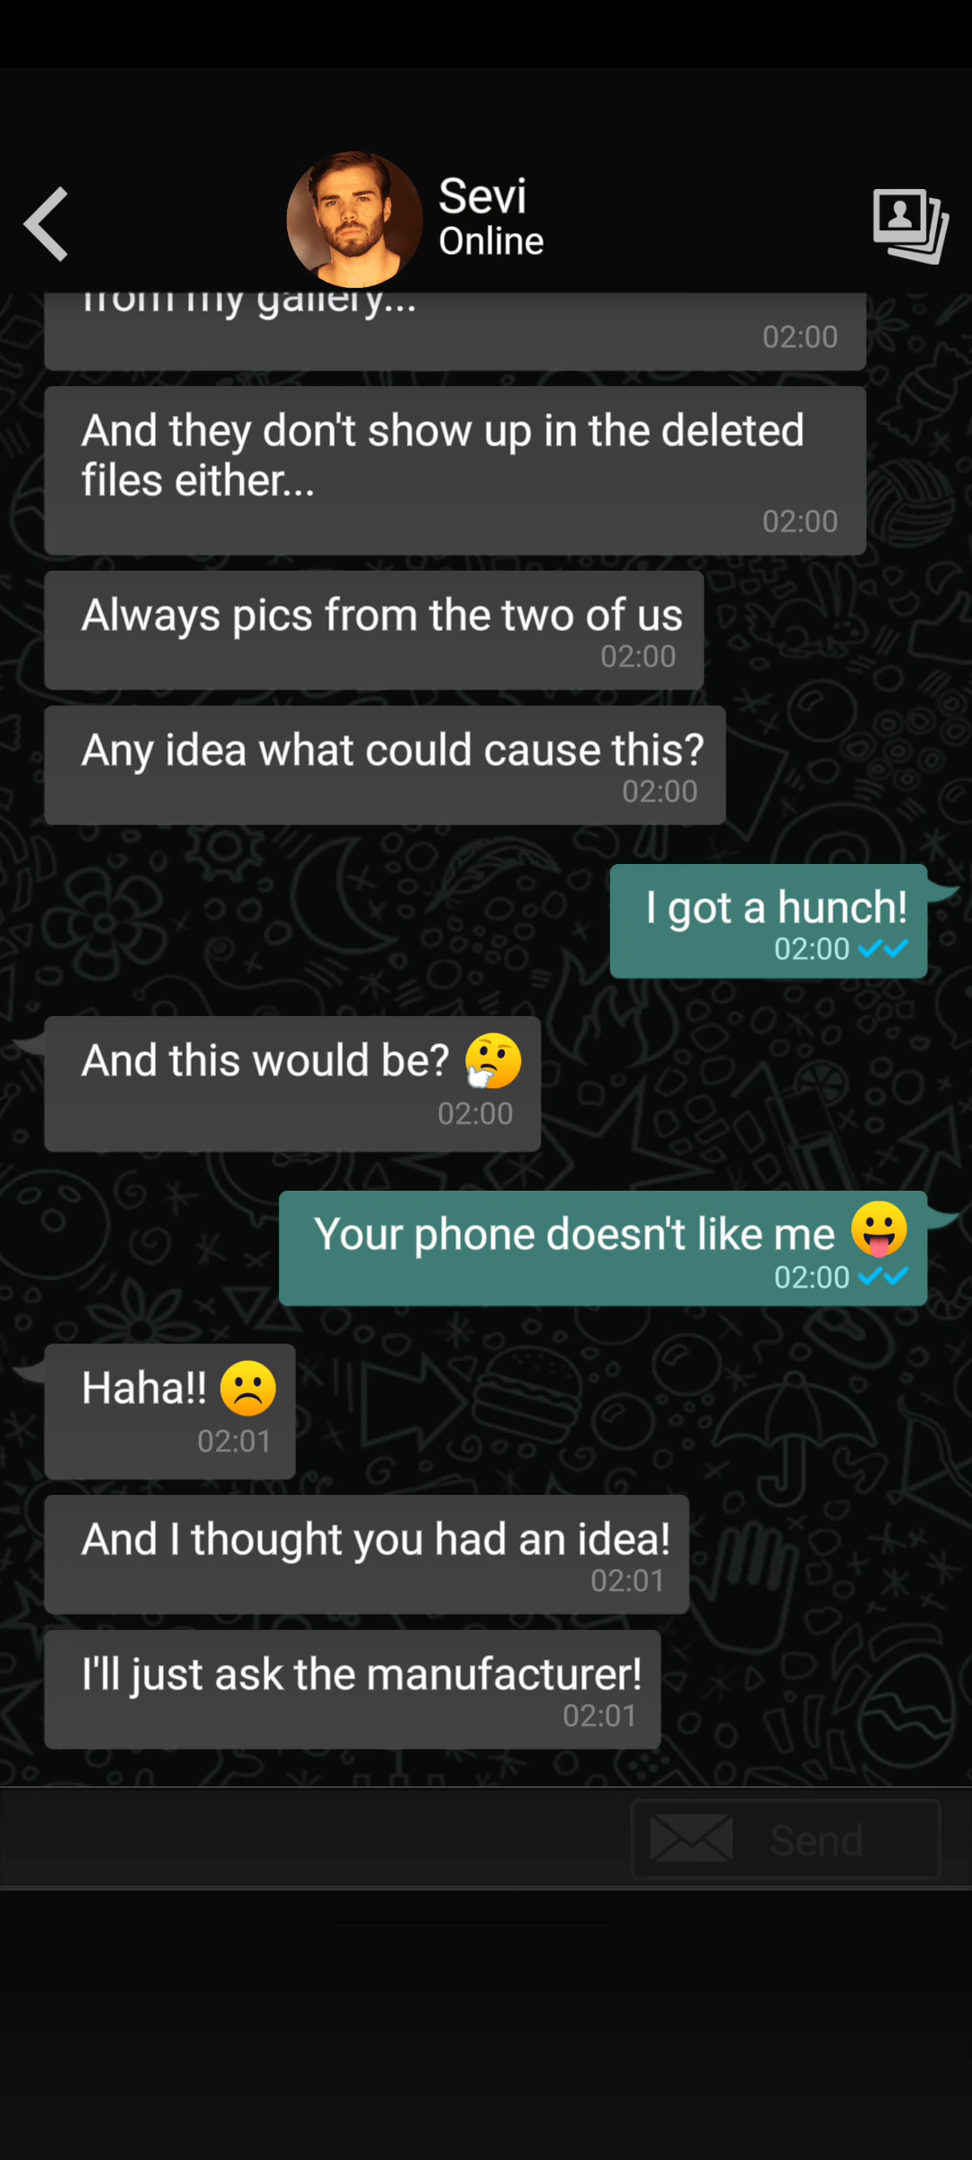 Sevi
Online
from my gallery...
02:00
And they don't show up in the deleted
files either...
02:00
Always pics from the two of us
02:00
Any idea what could cause this?
02:00
I got a hunch!
02:00
And this would be? 🤔
02:00
Your phone doesn't like me 😛
02:00
Haha!! 🙁
02:01
And I thought you had an idea!
02:01
I'll just ask the manufacturer!
02:01
Send